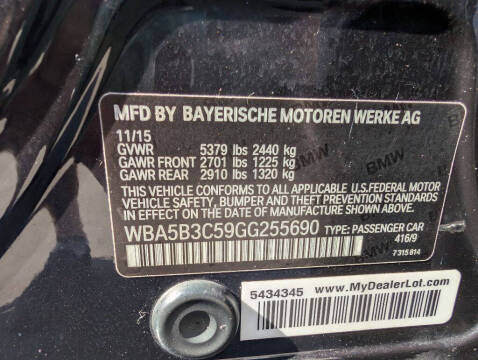 MFD BY BAYERISCHE MOTOREN WERKE AG
11/15
GVWR 5379 lbs 2440 kg
GAWR FRONT 2701 lbs 1225 kg
GAWR REAR 2910 lbs 1320 kg
THIS VEHICLE CONFORMS TO ALL APPLICABLE U.S.FEDERAL MOTOR
VEHICLE SAFETY, BUMPER AND THEFT PREVENTION STANDARDS IN
EFFECT ON THE DATE OF MANUFACTURE SHOWN ABOVE.
WBA5B3C59GG255690 TYPE: PASSENGER CAR
416/9
7315814
BMW
BMW
5434345 www.MyDealerLot.com